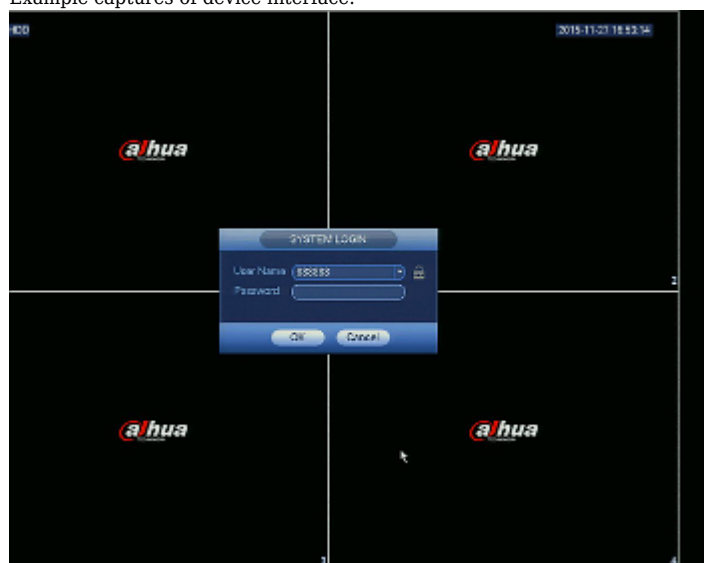 Example captures of device interface:
HDD
2015-11-27 16:53:14
alhua
alhua
SYSTEM LOGIN
User Name 888888
Password
OK Cancel
2
alhua
alhua
3
4